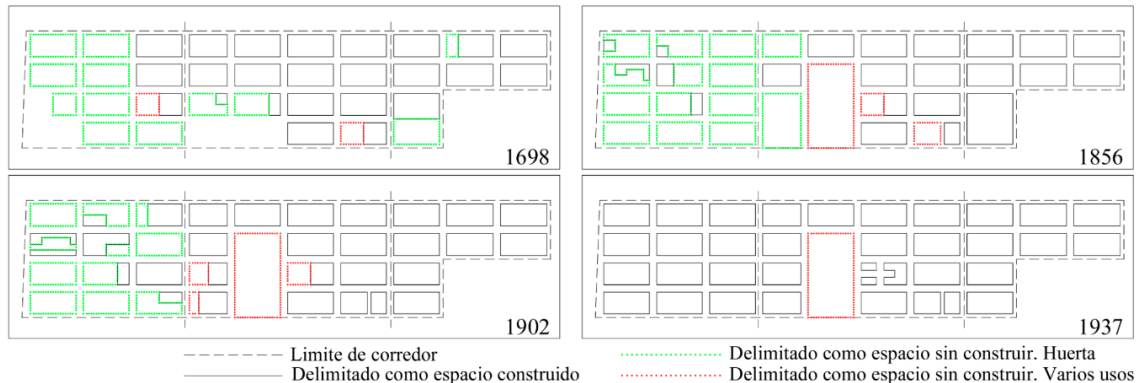 1698
1856
1902
1937
Limite de corredor
Delimitado como espacio construido
Delimitado como espacio sin construir. Huerta
Delimitado como espacio sin construir. Varios usos